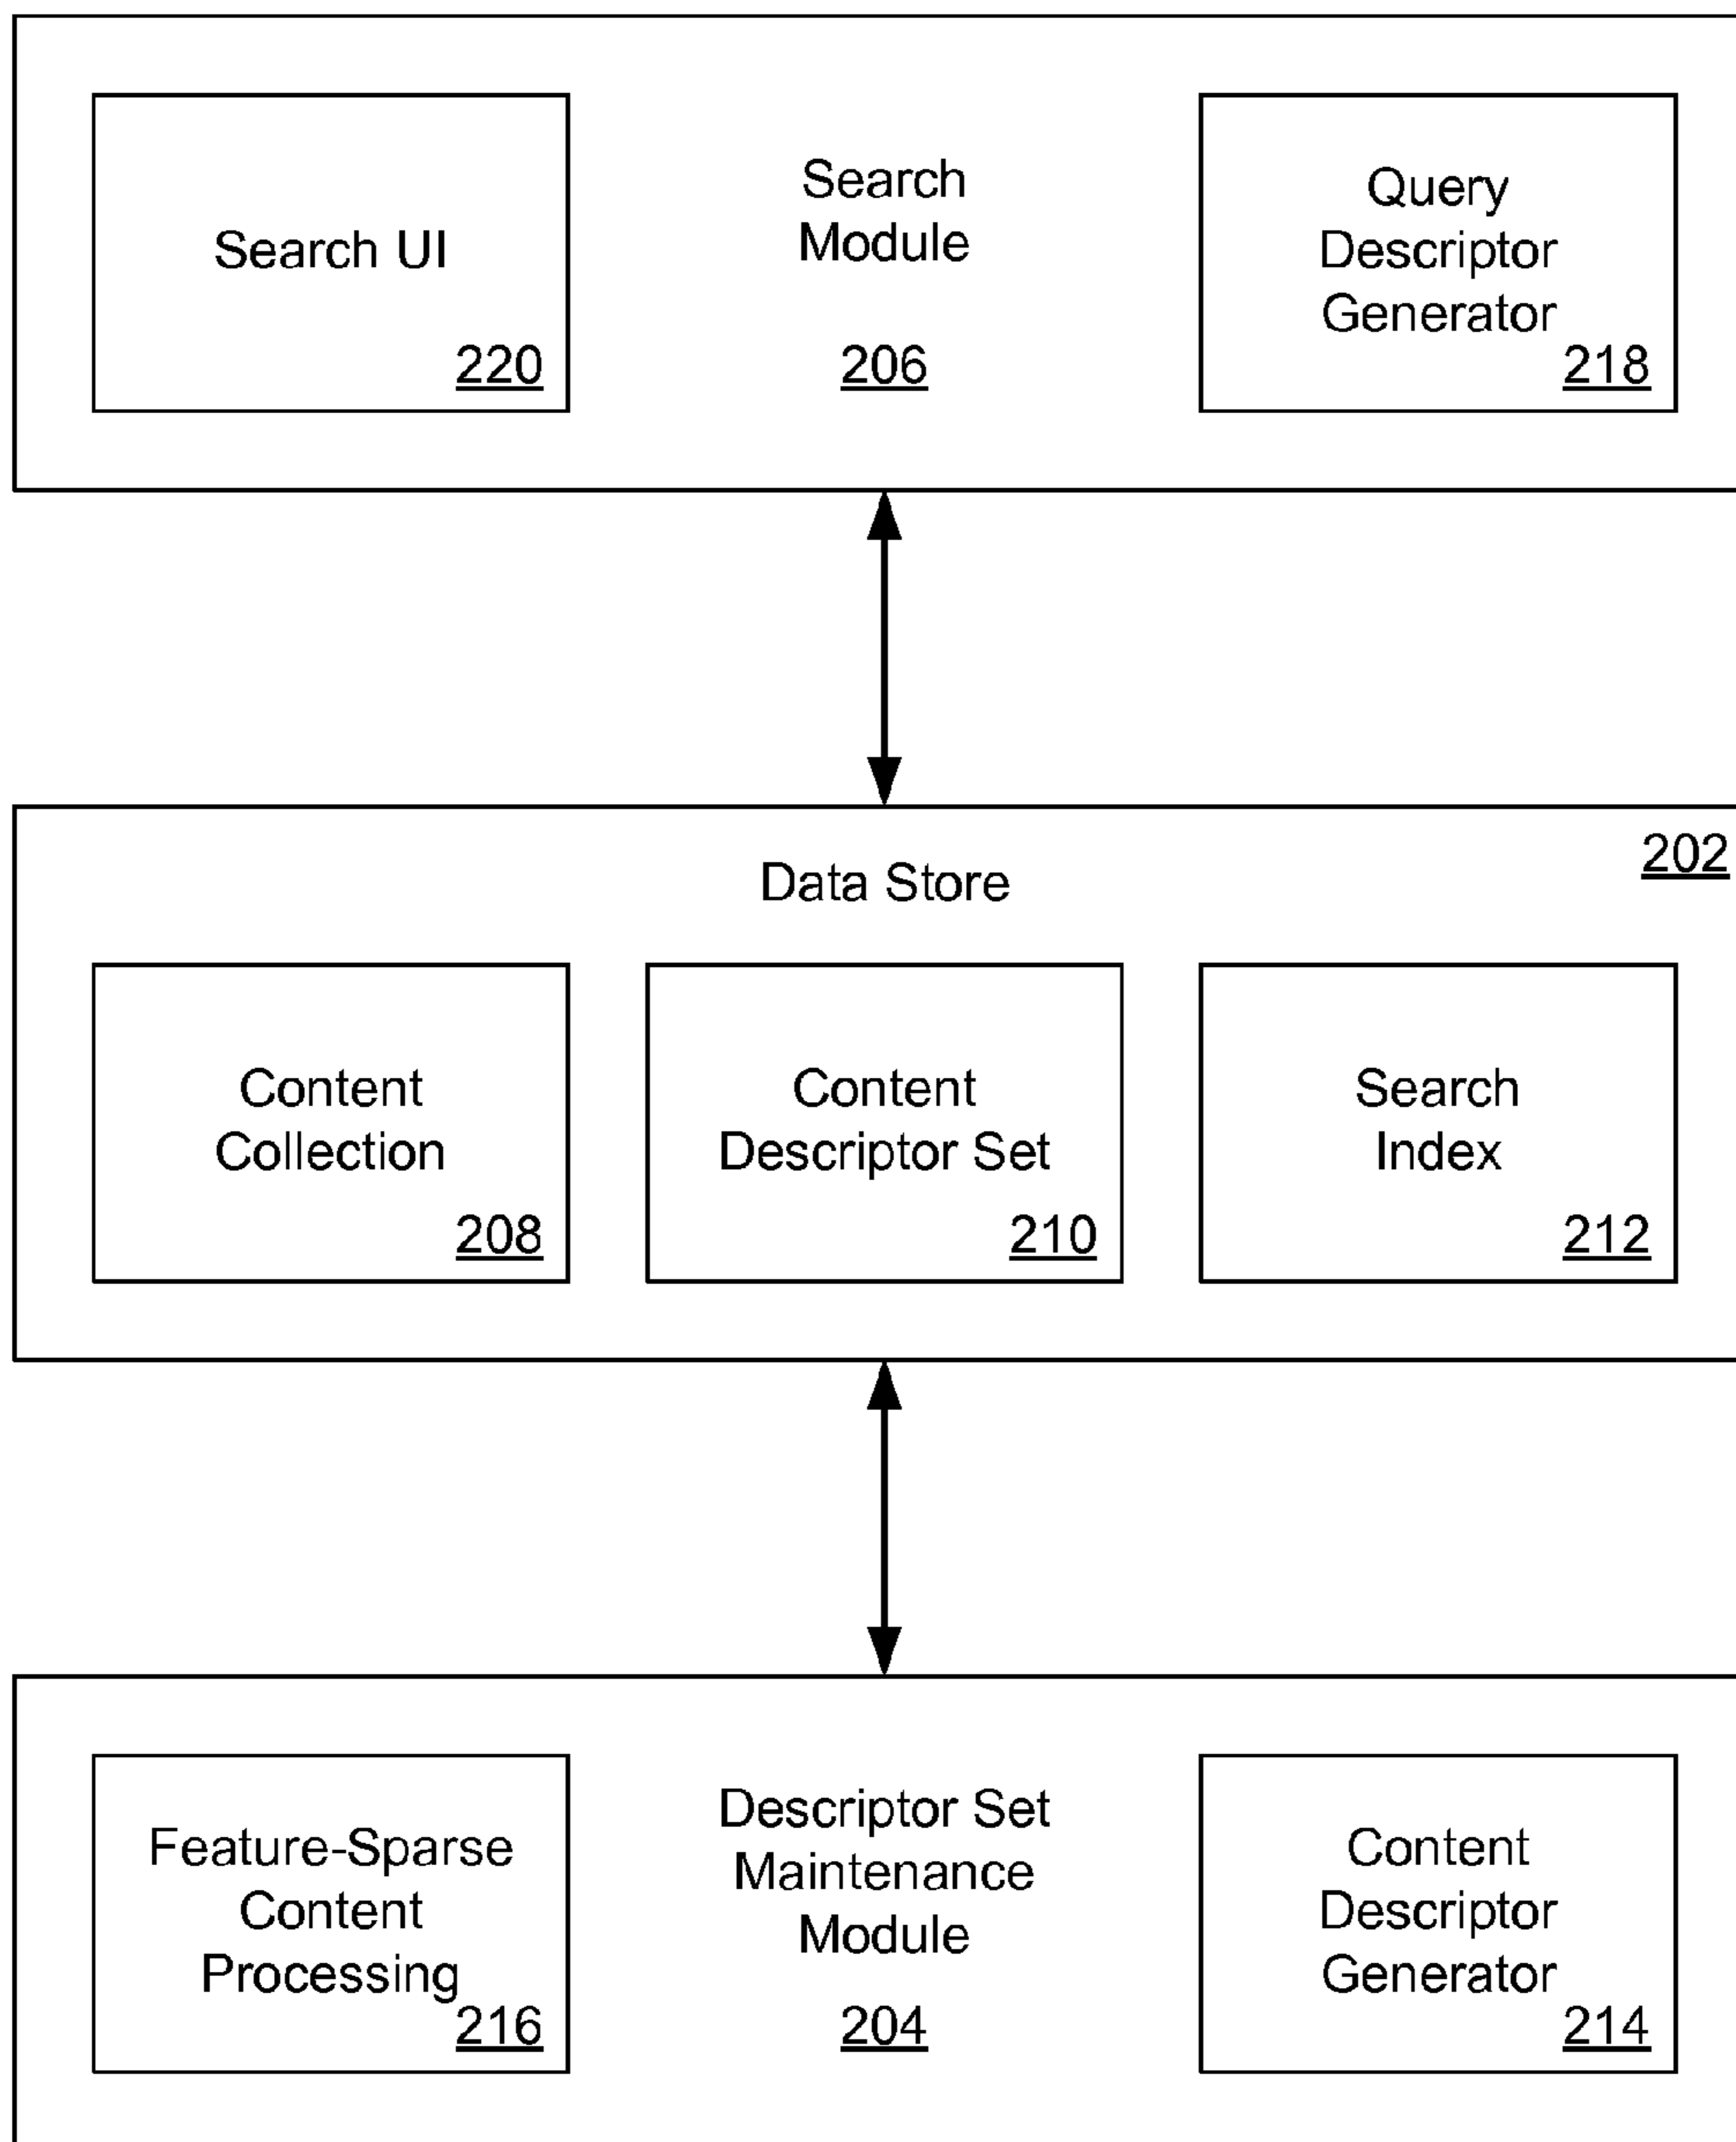 Search UI
220
Search
Module
206
Query
Descriptor
Generator
218
202
Data Store
Content
Collection
208
Content
Descriptor Set
210
Search
Index
212
Feature-Sparse
Content
Processing
216
Descriptor Set
Maintenance
Module
204
Content
Descriptor
Generator
214